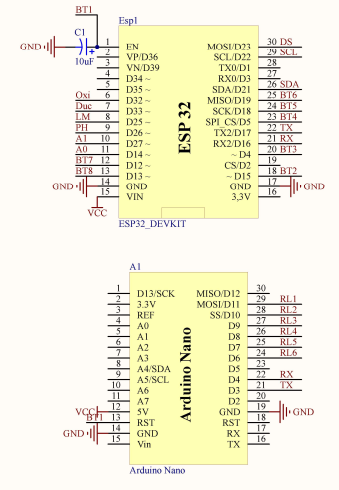 BT1
Esp1
C1
GND
10uF
1 EN MOSI/D23 30 DS
2 VP/D36 SCL/D22 29 SCL
3 VN/D39 TX0/D1 28
4 D34 ~ RX0/D3 27
5 D35 ~ SDA/D21 26 SDA
Oxi 6 D32 ~ MISO/D19 25 BT6
Duc 7 D33 ~ SCK/D18 24 BT5
LM 8 D25 ~ SPI_CS/D5 23 BT4
PH 9 D26 ~ TX2/D17 22 TX
A1 10 D27 ~ RX2/D16 21 RX
A0 11 D14 ~ ~ D4 20 BT3
BT7 12 D12 ~ CS/D2 19
BT8 13 D13 ~ ~ D15 18 BT2
GND 14 GND GND 17 GND
15 VIN 3,3V 16
VCC
ESP 32
ESP32_DEVKIT
A1
1 D13/SCK MISO/D12 30
2 3.3V MOSI/D11 29 RL1
3 REF SS/D10 28 RL2
4 A0 D9 27 RL3
5 A1 D8 26 RL4
6 A2 D7 25 RL5
7 A3 D6 24 RL6
8 A4/SDA D5 23
9 A5/SCL D4 22 RX
10 A6 D3 21 TX
11 A7 D2 20
VCC 12 5V GND 19 GND
BT1 13 RST RST 18
GND 14 GND RX 17
15 Vin TX 16
Arduino Nano
Arduino Nano